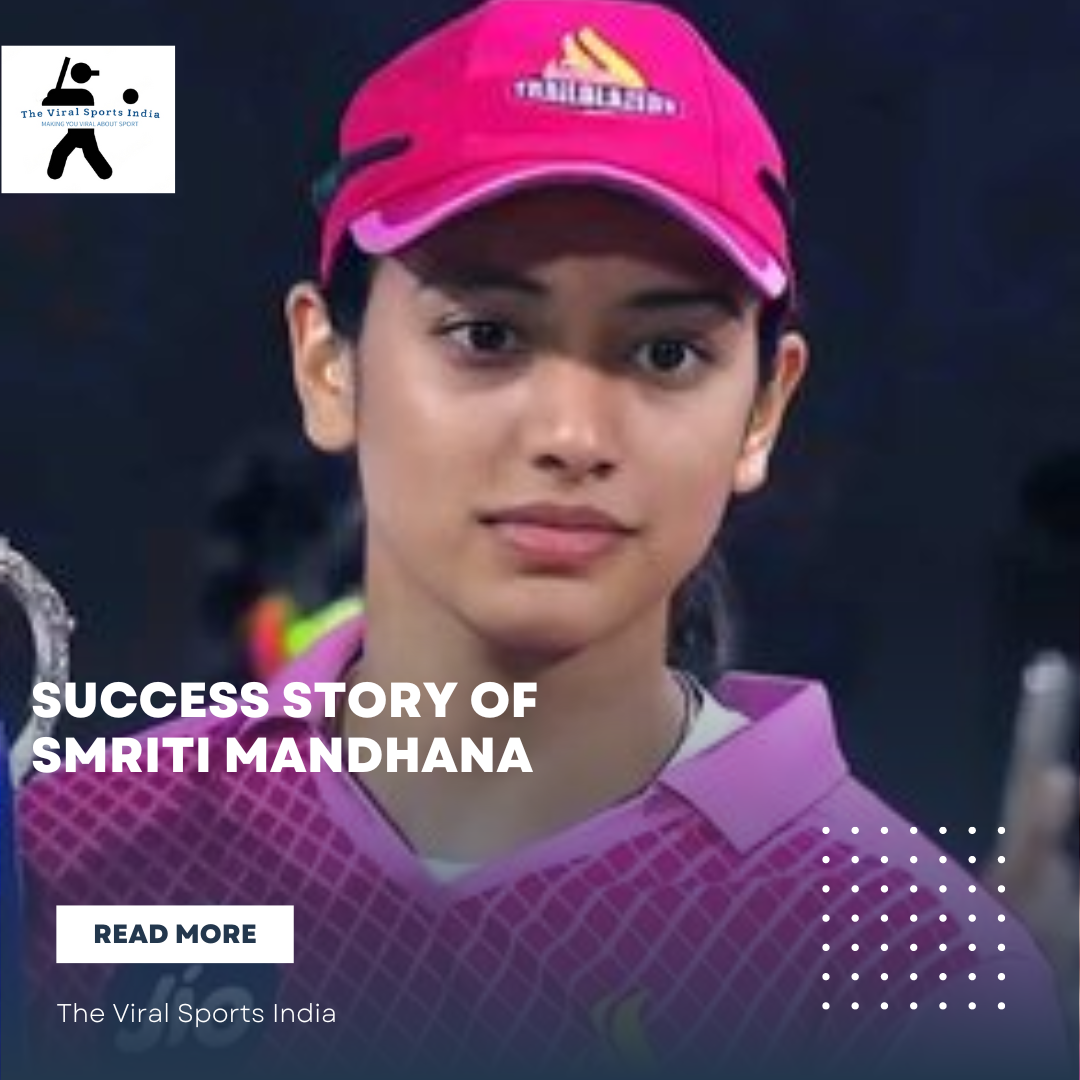 TRAILBLAZERS
The Viral Sports India
MAKING YOU VIRAL ABOUT SPORT
SUCCESS STORY OF
SMRITI MANDHANA
READ MORE
Jio
The Viral Sports India